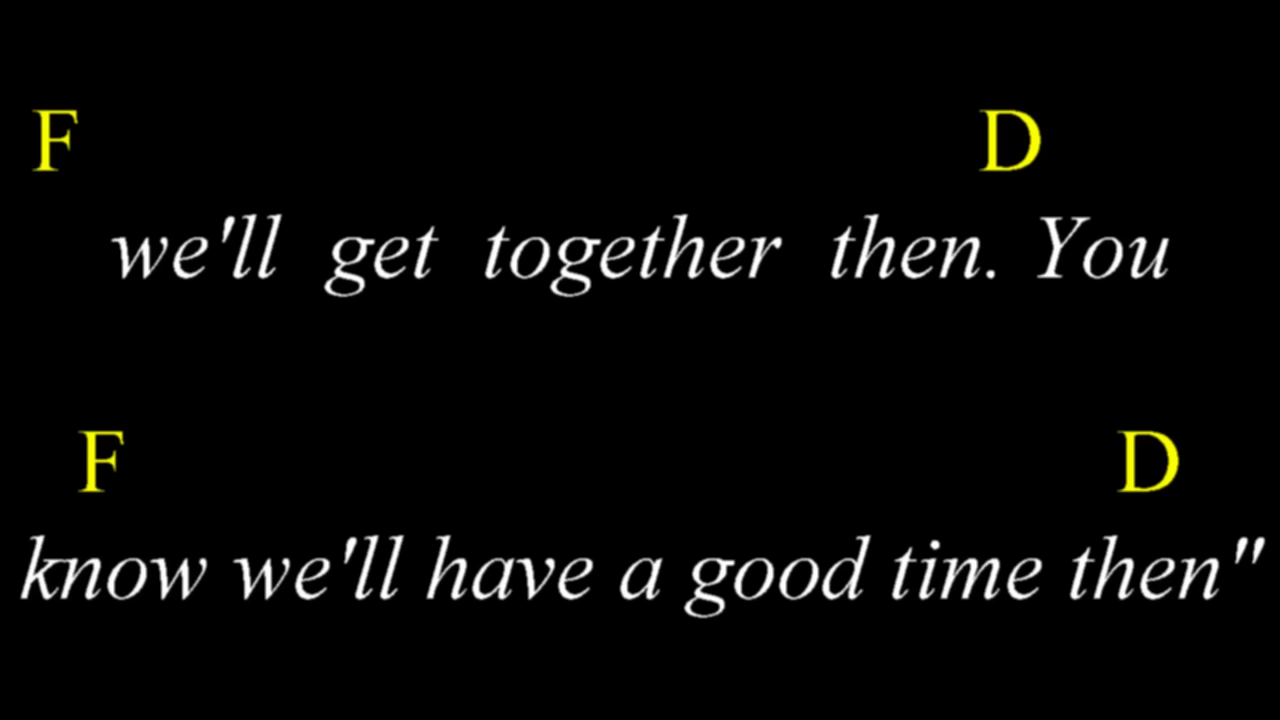 F D
we'll get together then. You
F D
know we'll have a good time then"